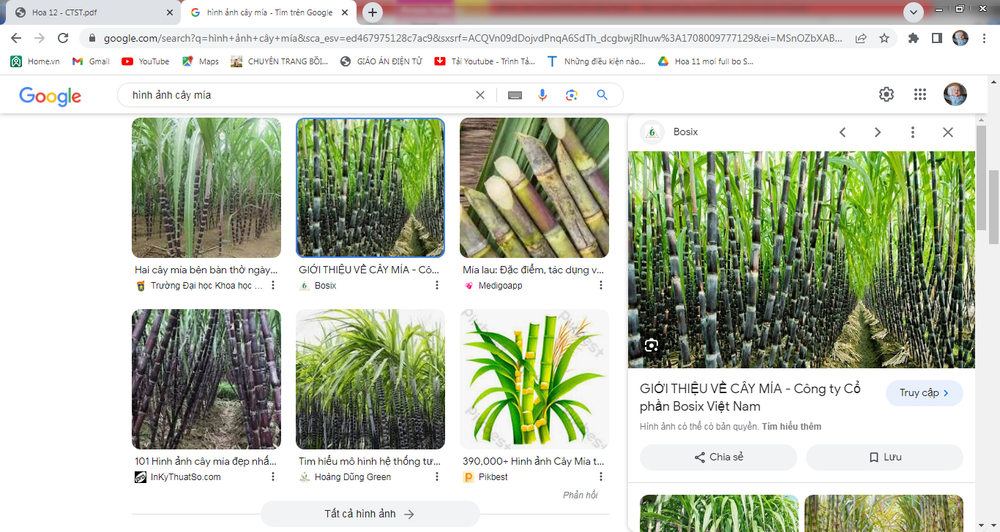 Hoa 12 - CTST.pdf
hình ảnh cây mía - Tìm trên Google
google.com/search?q=hình+ảnh+cây+mía&sca_esv=ed467975128c7ac9&sxsrf=ACQVn09dDojvdPnqA6SdTh_dcgbwjRIhuw%3A1708009777129&ei=MSnOZbXAB...
Home.vn
Gmail
YouTube
Maps
CHUYÊN TRANG BỒI...
GIÁO ÁN ĐIỆN TỬ
Tải Youtube - Trình Tả...
Những điều kiện nào...
Hoa 11 moi full bo S...
Google
hình ảnh cây mía
Hai cây mía bên bàn thờ ngày...
Trường Đại học Khoa học ...
GIỚI THIỆU VỀ CÂY MÍA - Cô...
Bosix
Mía lau: Đặc điểm, tác dụng v...
Medigoapp
101 Hình ảnh cây mía đẹp nhấ...
InKyThuatSo.com
Tìm hiểu mô hình hệ thống tư...
Hoàng Dũng Green
390,000+ Hình ảnh Cây Mía t...
Pikbest
Phản hồi
Tất cả hình ảnh
Bosix
GIỚI THIỆU VỀ CÂY MÍA - Công ty Cổ
phần Bosix Việt Nam
Truy cập
Hình ảnh có thể có bản quyền. Tìm hiểu thêm
Chia sẻ
Lưu